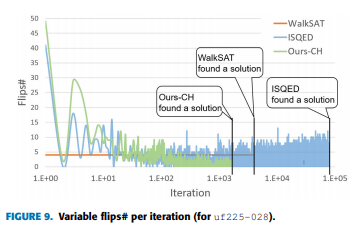 50
45
40
35
30
25
20
15
10
5
0
Flips#
WalkSAT
ISQED
Ours-CH
WalkSAT
found a solution
Ours-CH
found a solution
ISQED
found a solution
1.E+00 1.E+01 1.E+02 1.E+03 1.E+04 1.E+05
Iteration
FIGURE 9. Variable flips# per iteration (for uf225-028).